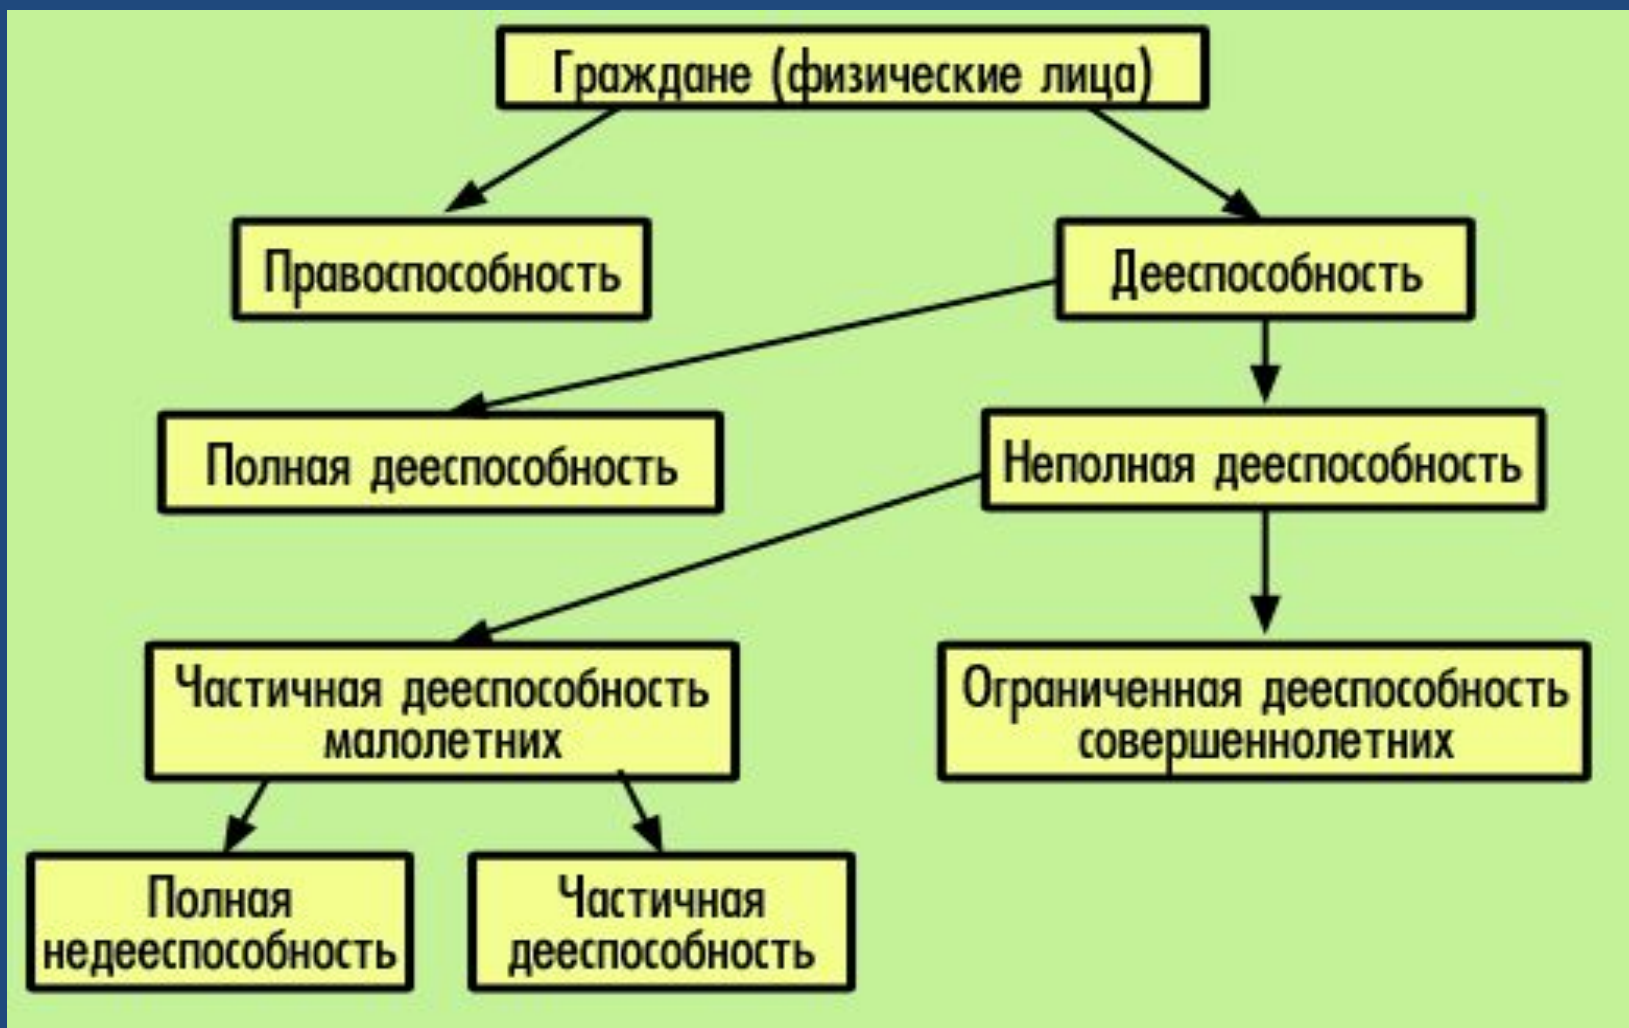 Граждане (физические лица)
Правоспособность
Дееспособность
Полная дееспособность
Неполная дееспособность
Частичная дееспособность
малолетних
Ограниченная дееспособность
совершеннолетних
Полная
недееспособность
Частичная
дееспособность